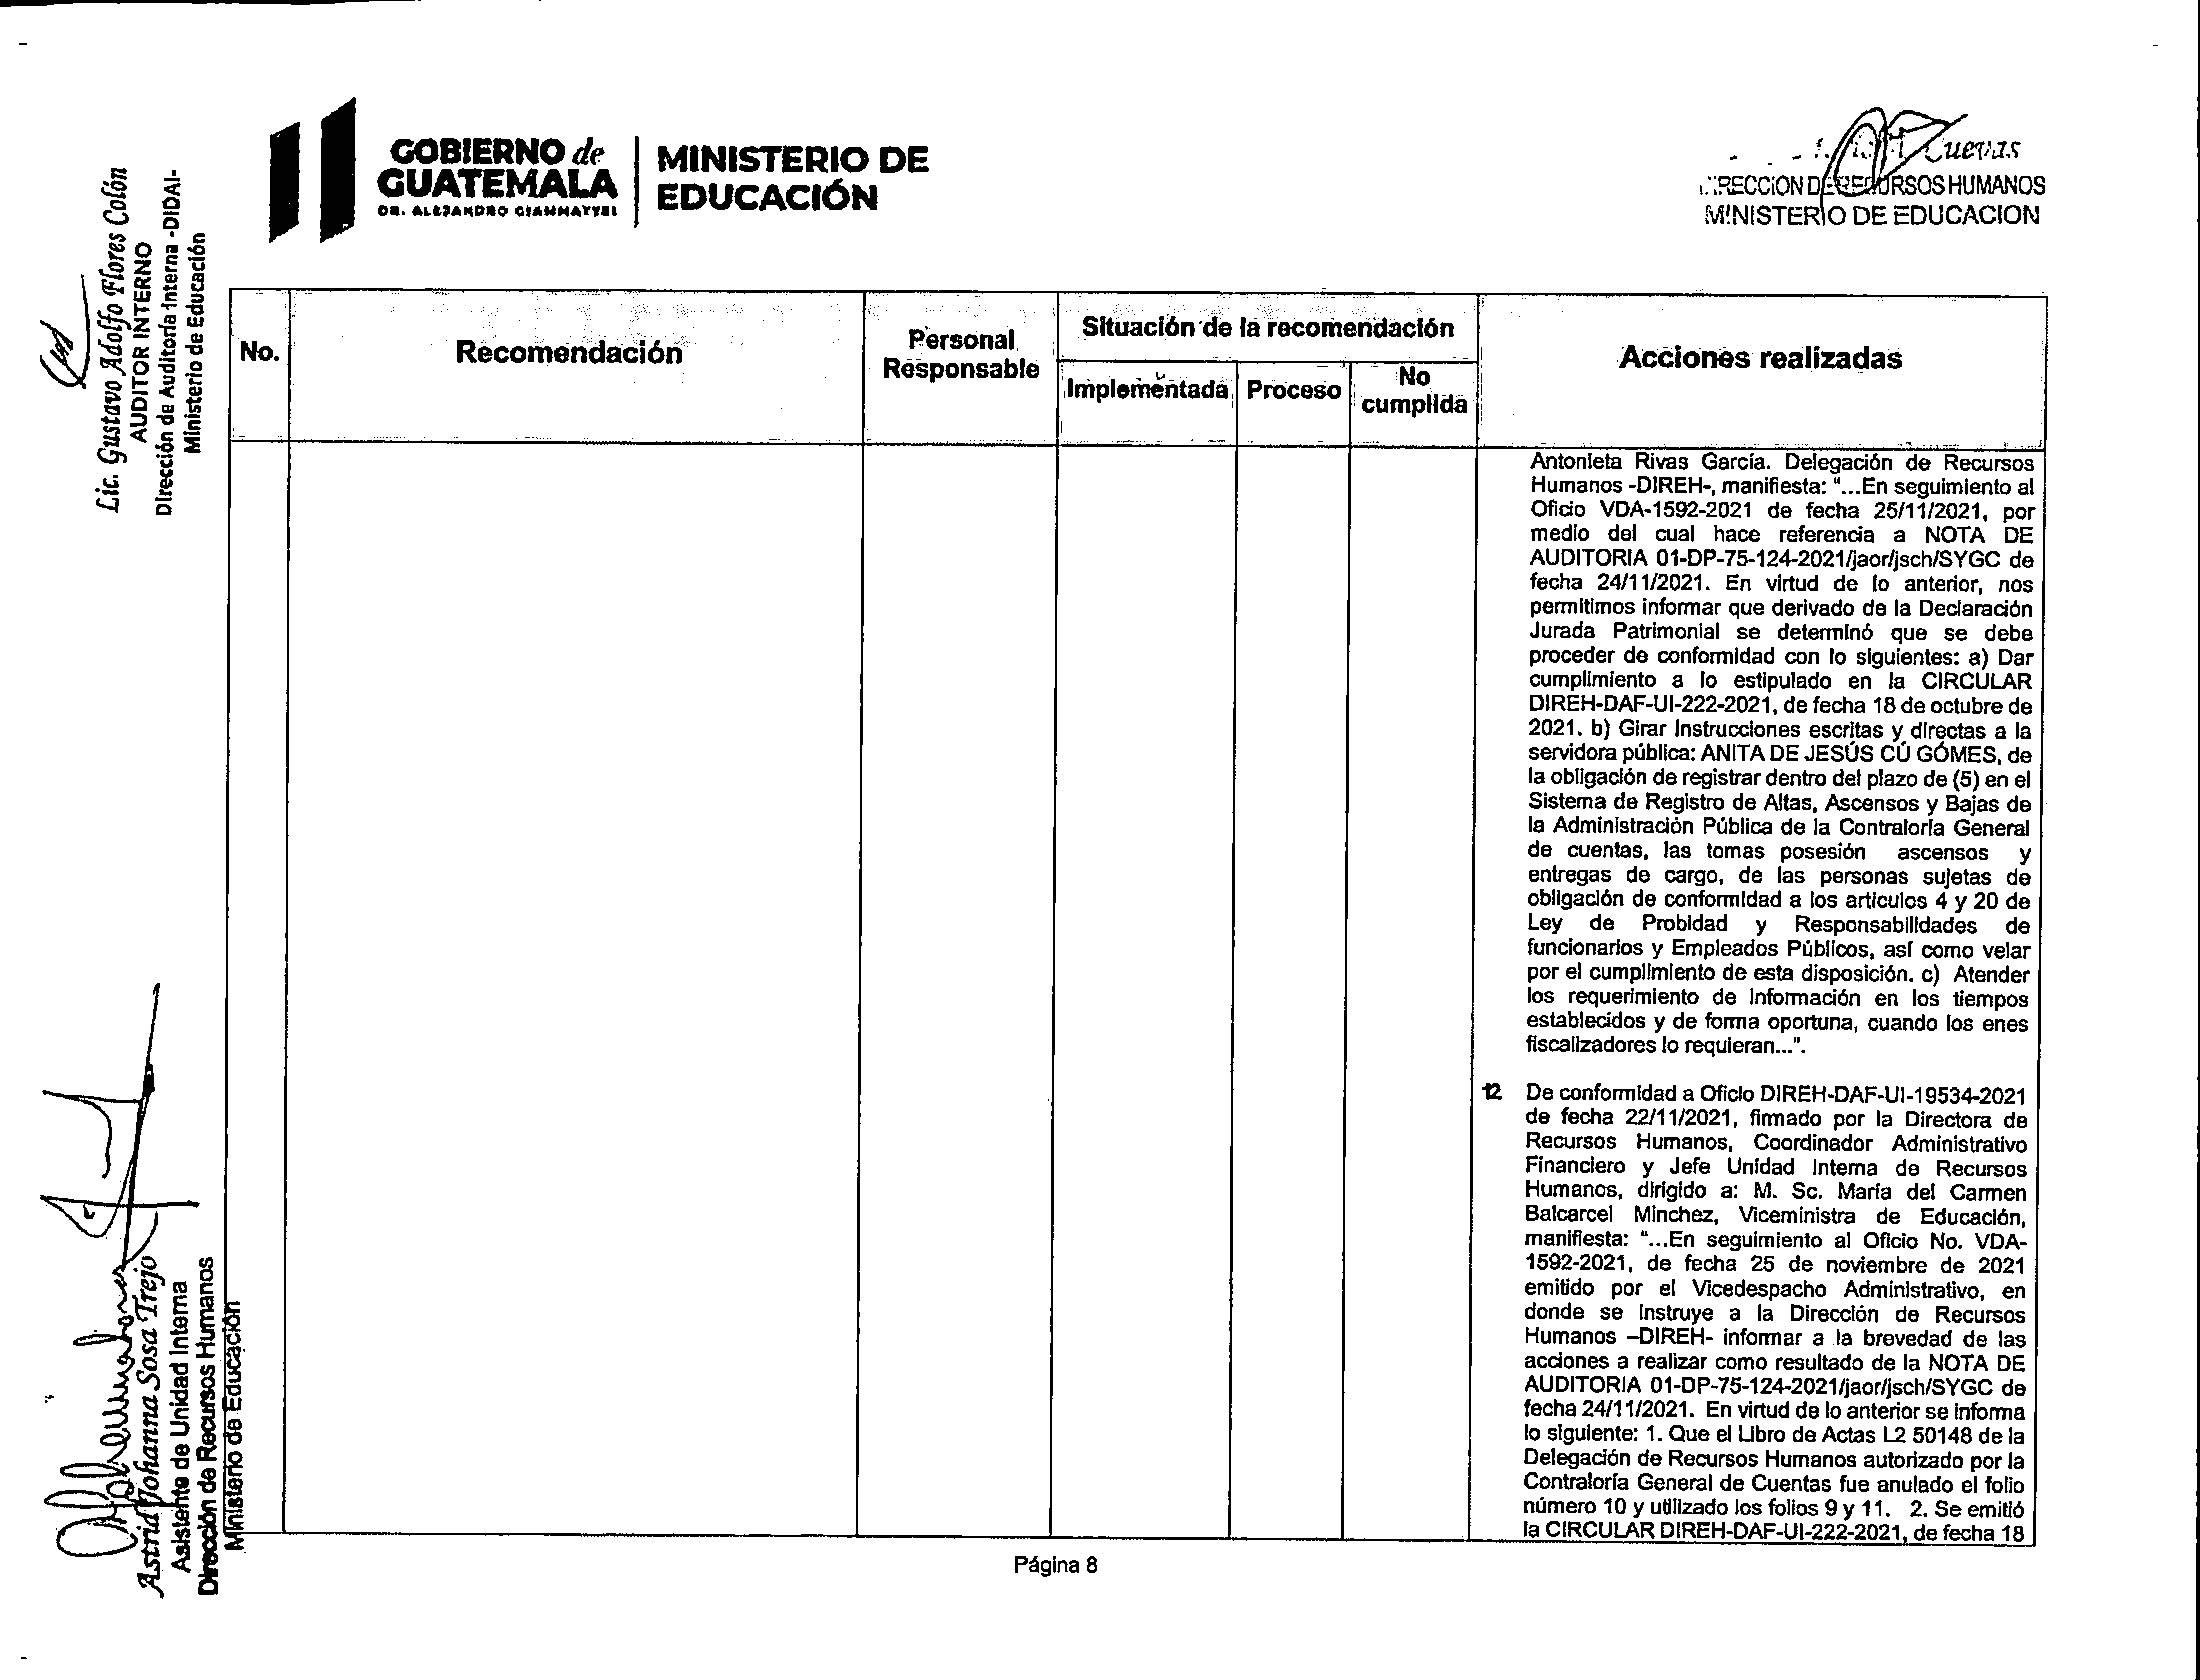 GOBIERNO de
GUATEMALA
DR. ALEJANDRO GIAMMATTEI
MINISTERIO DE
EDUCACIÓN
Cuevas
DIRECCION DE RECURSOS HUMANOS
MINISTERIO DE EDUCACION
Lic. Gustavo Adolfo Flores Colón
AUDITOR INTERNO
Dirección de Auditoría Interna -DIDAI-
Ministerio de Educación
No.
Recomendación
Personal
Responsable
Situación de la recomendación
Implementada
Proceso
No
cumplida
Acciones realizadas
Antonieta Rivas García. Delegación de Recursos
Humanos -DIREH-, manifiesta: "...En seguimiento al
Oficio VDA-1592-2021 de fecha 25/11/2021, por
medio del cual hace referencia a NOTA DE
AUDITORIA 01-DP-75-124-2021/jaor/jsch/SYGC de
fecha 24/11/2021. En virtud de lo anterior, nos
permitimos informar que derivado de la Declaración
Jurada Patrimonial se determinó que se debe
proceder de conformidad con lo siguientes: a) Dar
cumplimiento a lo estipulado en la CIRCULAR
DIREH-DAF-UI-222-2021, de fecha 18 de octubre de
2021. b) Girar Instrucciones escritas y directas a la
servidora pública: ANITA DE JESÚS CÚ GÓMES, de
la obligación de registrar dentro del plazo de (5) en el
Sistema de Registro de Altas, Ascensos y Bajas de
la Administración Pública de la Contraloría General
de cuentas, las tomas posesión ascensos y
entregas de cargo, de las personas sujetas de
obligación de conformidad a los artículos 4 y 20 de
Ley de Probidad y Responsabilidades de
funcionarios y Empleados Públicos, así como velar
por el cumplimiento de esta disposición. c) Atender
los requerimiento de Información en los tiempos
establecidos y de forma oportuna, cuando los enes
fiscalizadores lo requieran...".
12 De conformidad a Oficio DIREH-DAF-UI-19534-2021
de fecha 22/11/2021, firmado por la Directora de
Recursos Humanos, Coordinador Administrativo
Financiero y Jefe Unidad Interna de Recursos
Humanos, dirigido a: M. Sc. María del Carmen
Balcarcel Minchez, Viceministra de Educación,
manifiesta: "...En seguimiento al Oficio No. VDA-
1592-2021, de fecha 25 de noviembre de 2021
emitido por el Vicedespacho Administrativo, en
donde se Instruye a la Dirección de Recursos
Humanos –DIREH- informar a la brevedad de las
acciones a realizar como resultado de la NOTA DE
AUDITORIA 01-DP-75-124-2021/jaor/jsch/SYGC de
fecha 24/11/2021. En virtud de lo anterior se informa
lo siguiente: 1. Que el Libro de Actas L2 50148 de la
Delegación de Recursos Humanos autorizado por la
Contraloría General de Cuentas fue anulado el folio
número 10 y utilizado los folios 9 y 11. 2. Se emitió
la CIRCULAR DIREH-DAF-UI-222-2021, de fecha 18
Astrid Johanna Sosa Trejo
Asistente de Unidad Interna
Dirección de Recursos Humanos
Ministerio de Educación
Página 8